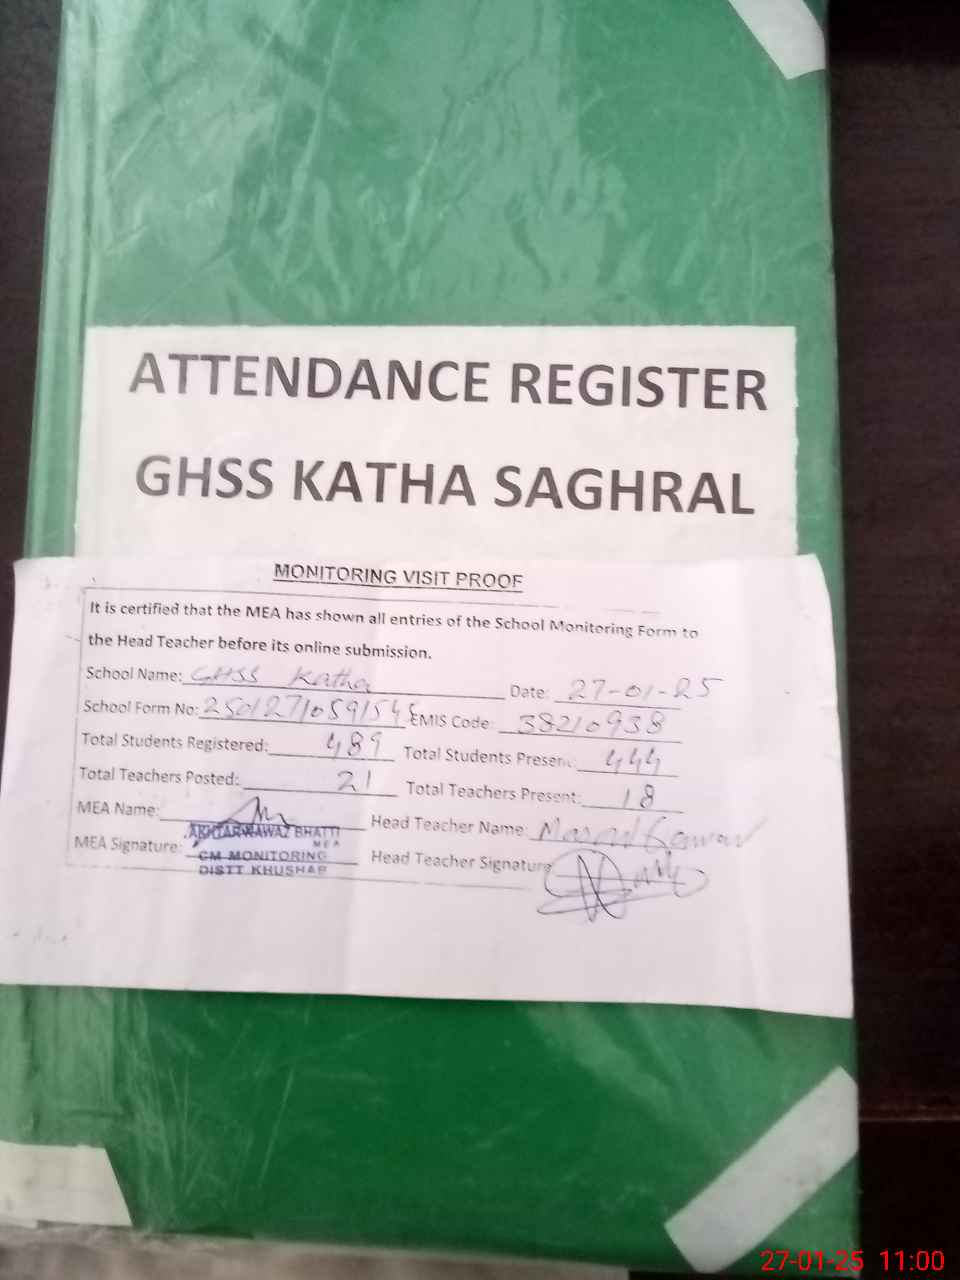 ATTENDANCE REGISTER
GHSS KATHA SAGHRAL
MONITORING VISIT PROOF
It is certified that the MEA has shown all entries of the School Monitoring Form to
the Head Teacher before its online submission.
School Name: GHSS Katha Date: 27-01-25
School Form No: EMIS Code: 38210938
Total Students Registered: 489 Total Students Present: 444
Total Teachers Posted: 21 Total Teachers Present: 18
MEA Name: Head Teacher Name:
AKHTAR NAWAZ BHATTI
MEA
MEA Signature: Head Teacher Signature
CM MONITORING
DISTT KHUSHAB
27-01-25 11:00